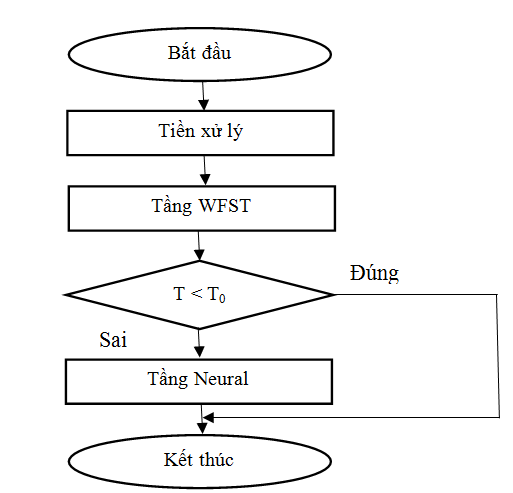 Bắt đầu
Tiền xử lý
Tầng WFST
Đúng
T < T₀
Sai
Tầng Neural
Kết thúc